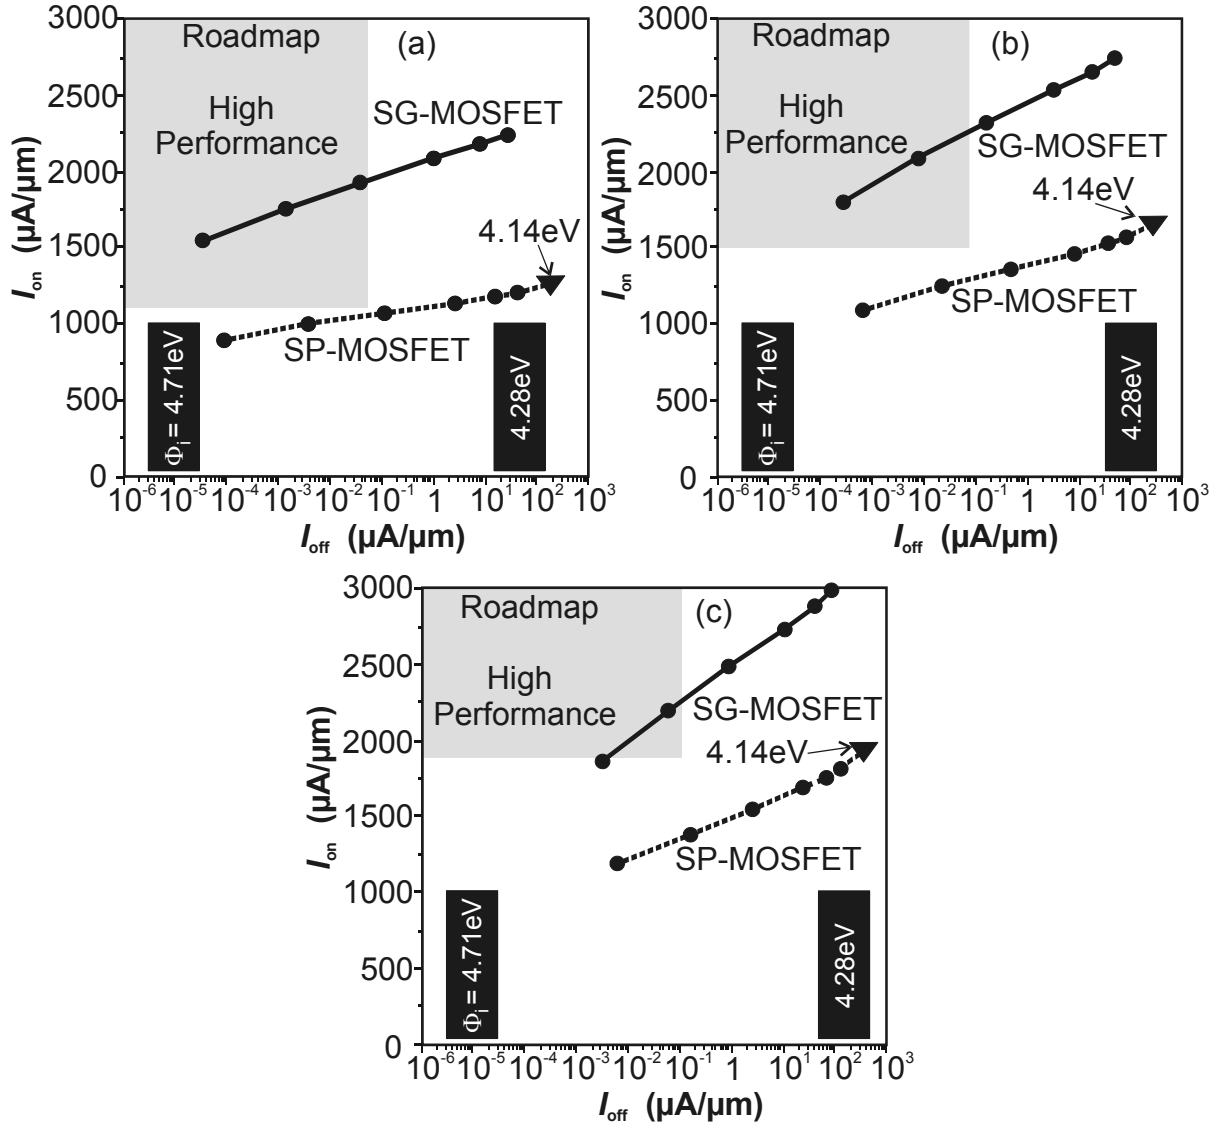 3000
2500
2000
1500
1000
500
0
I_on (µA/µm)
Roadmap
(a)
High
Performance
SG-MOSFET
4.14eV
SP-MOSFET
Φ_i = 4.71eV
4.28eV
10^-6 10^-5 10^-4 10^-3 10^-2 10^-1 1 10^1 10^2 10^3
I_off (µA/µm)
3000
2500
2000
1500
1000
500
0
I_on (µA/µm)
Roadmap
(b)
High
Performance
SG-MOSFET
4.14eV
SP-MOSFET
Φ_i = 4.71eV
4.28eV
10^-6 10^-5 10^-4 10^-3 10^-2 10^-1 1 10^1 10^2 10^3
I_off (µA/µm)
3000
2500
2000
1500
1000
500
0
I_on (µA/µm)
Roadmap
(c)
High
Performance
SG-MOSFET
4.14eV
SP-MOSFET
Φ_i = 4.71eV
4.28eV
10^-6 10^-5 10^-4 10^-3 10^-2 10^-1 1 10^1 10^2 10^3
I_off (µA/µm)